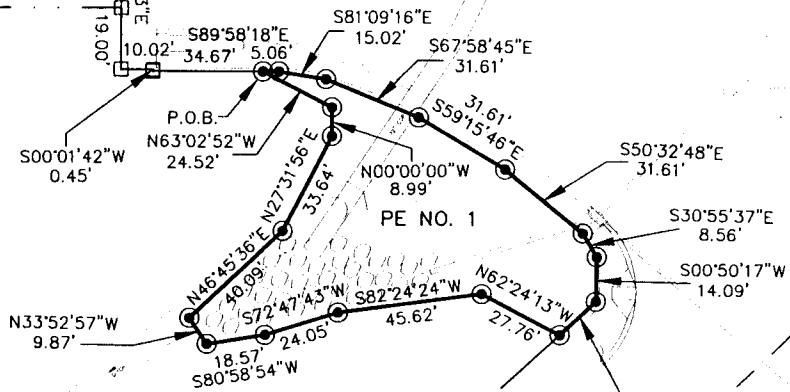 3"E
19.00'
10.02'
S89°58'18"E
34.67'
5.06'
S81°09'16"E
15.02'
S67°58'45"E
31.61'
31.61'
S59°15'46"E
S50°32'48"E
31.61'
P.O.B.
S00°01'42"W
0.45'
N63°02'52"W
24.52'
N27°31'56"E
33.64'
N00°00'00"W
8.99'
PE NO. 1
S30°55'37"E
8.56'
S00°50'17"W
14.09'
N46°45'36"E
40.09'
N33°52'57"W
9.87'
S72°47'43"W
24.05'
S82°24'24"W
45.62'
N62°24'13"W
27.76'
18.57'
S80°58'54"W